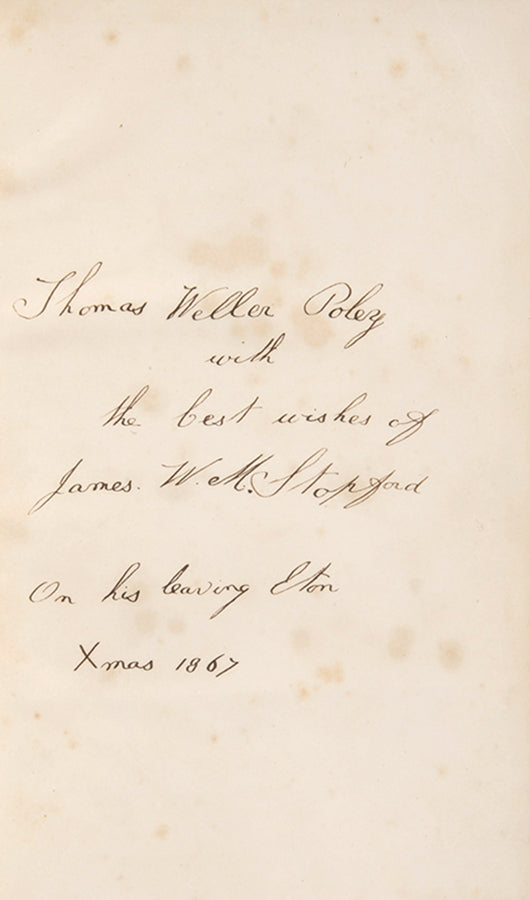 Thomas Weller Poley
with
the best wishes of
James. W. M. Stopford
On his leaving Eton
Xmas 1867